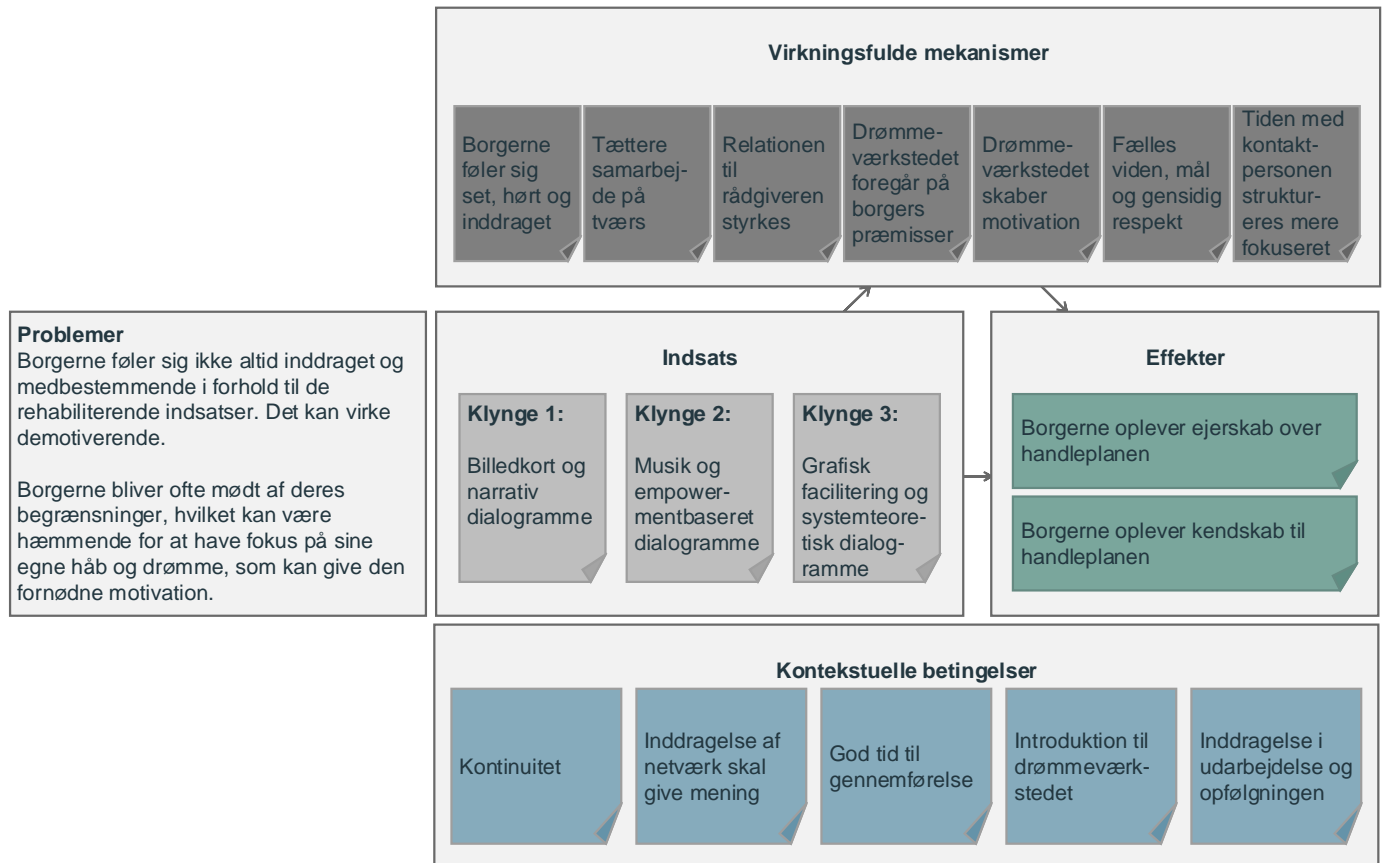 Virkningsfulde mekanismer
Borgerne
føler sig
set, hørt og
inddraget
Tættere
samarbej-
de på
tværs
Relationen
til
rådgiveren
styrkes
Drømme-
værkstedet
foregår på
borgers
præmisser
Drømme-
værkstedet
skaber
motivation
Fælles
viden, mål
og gensidig
respekt
Tiden med
kontakt-
personen
struktur-
eres mere
fokuseret
Problemer
Borgerne føler sig ikke altid inddraget og
medbestemmende i forhold til de
rehabiliterende indsatser. Det kan virke
demotiverende.
Borgerne bliver ofte mødt af deres
begrænsninger, hvilket kan være
hæmmende for at have fokus på sine
egne håb og drømme, som kan give den
fornødne motivation.
Indsats
Klynge 1:
Billedkort og
narrativ
dialogramme
Klynge 2:
Musik og
empower-
mentbaseret
dialogramme
Klynge 3:
Grafisk
facilitering og
systemteore-
tisk dialog-
ramme
Effekter
Borgerne oplever ejerskab over
handleplanen
Borgerne oplever kendskab til
handleplanen
Kontekstuelle betingelser
Kontinuitet
Inddragelse af
netværk skal
give mening
God tid til
gennemførelse
Introduktion til
drømmeværk-
stedet
Inddragelse i
udarbejdelse og
opfølgningen